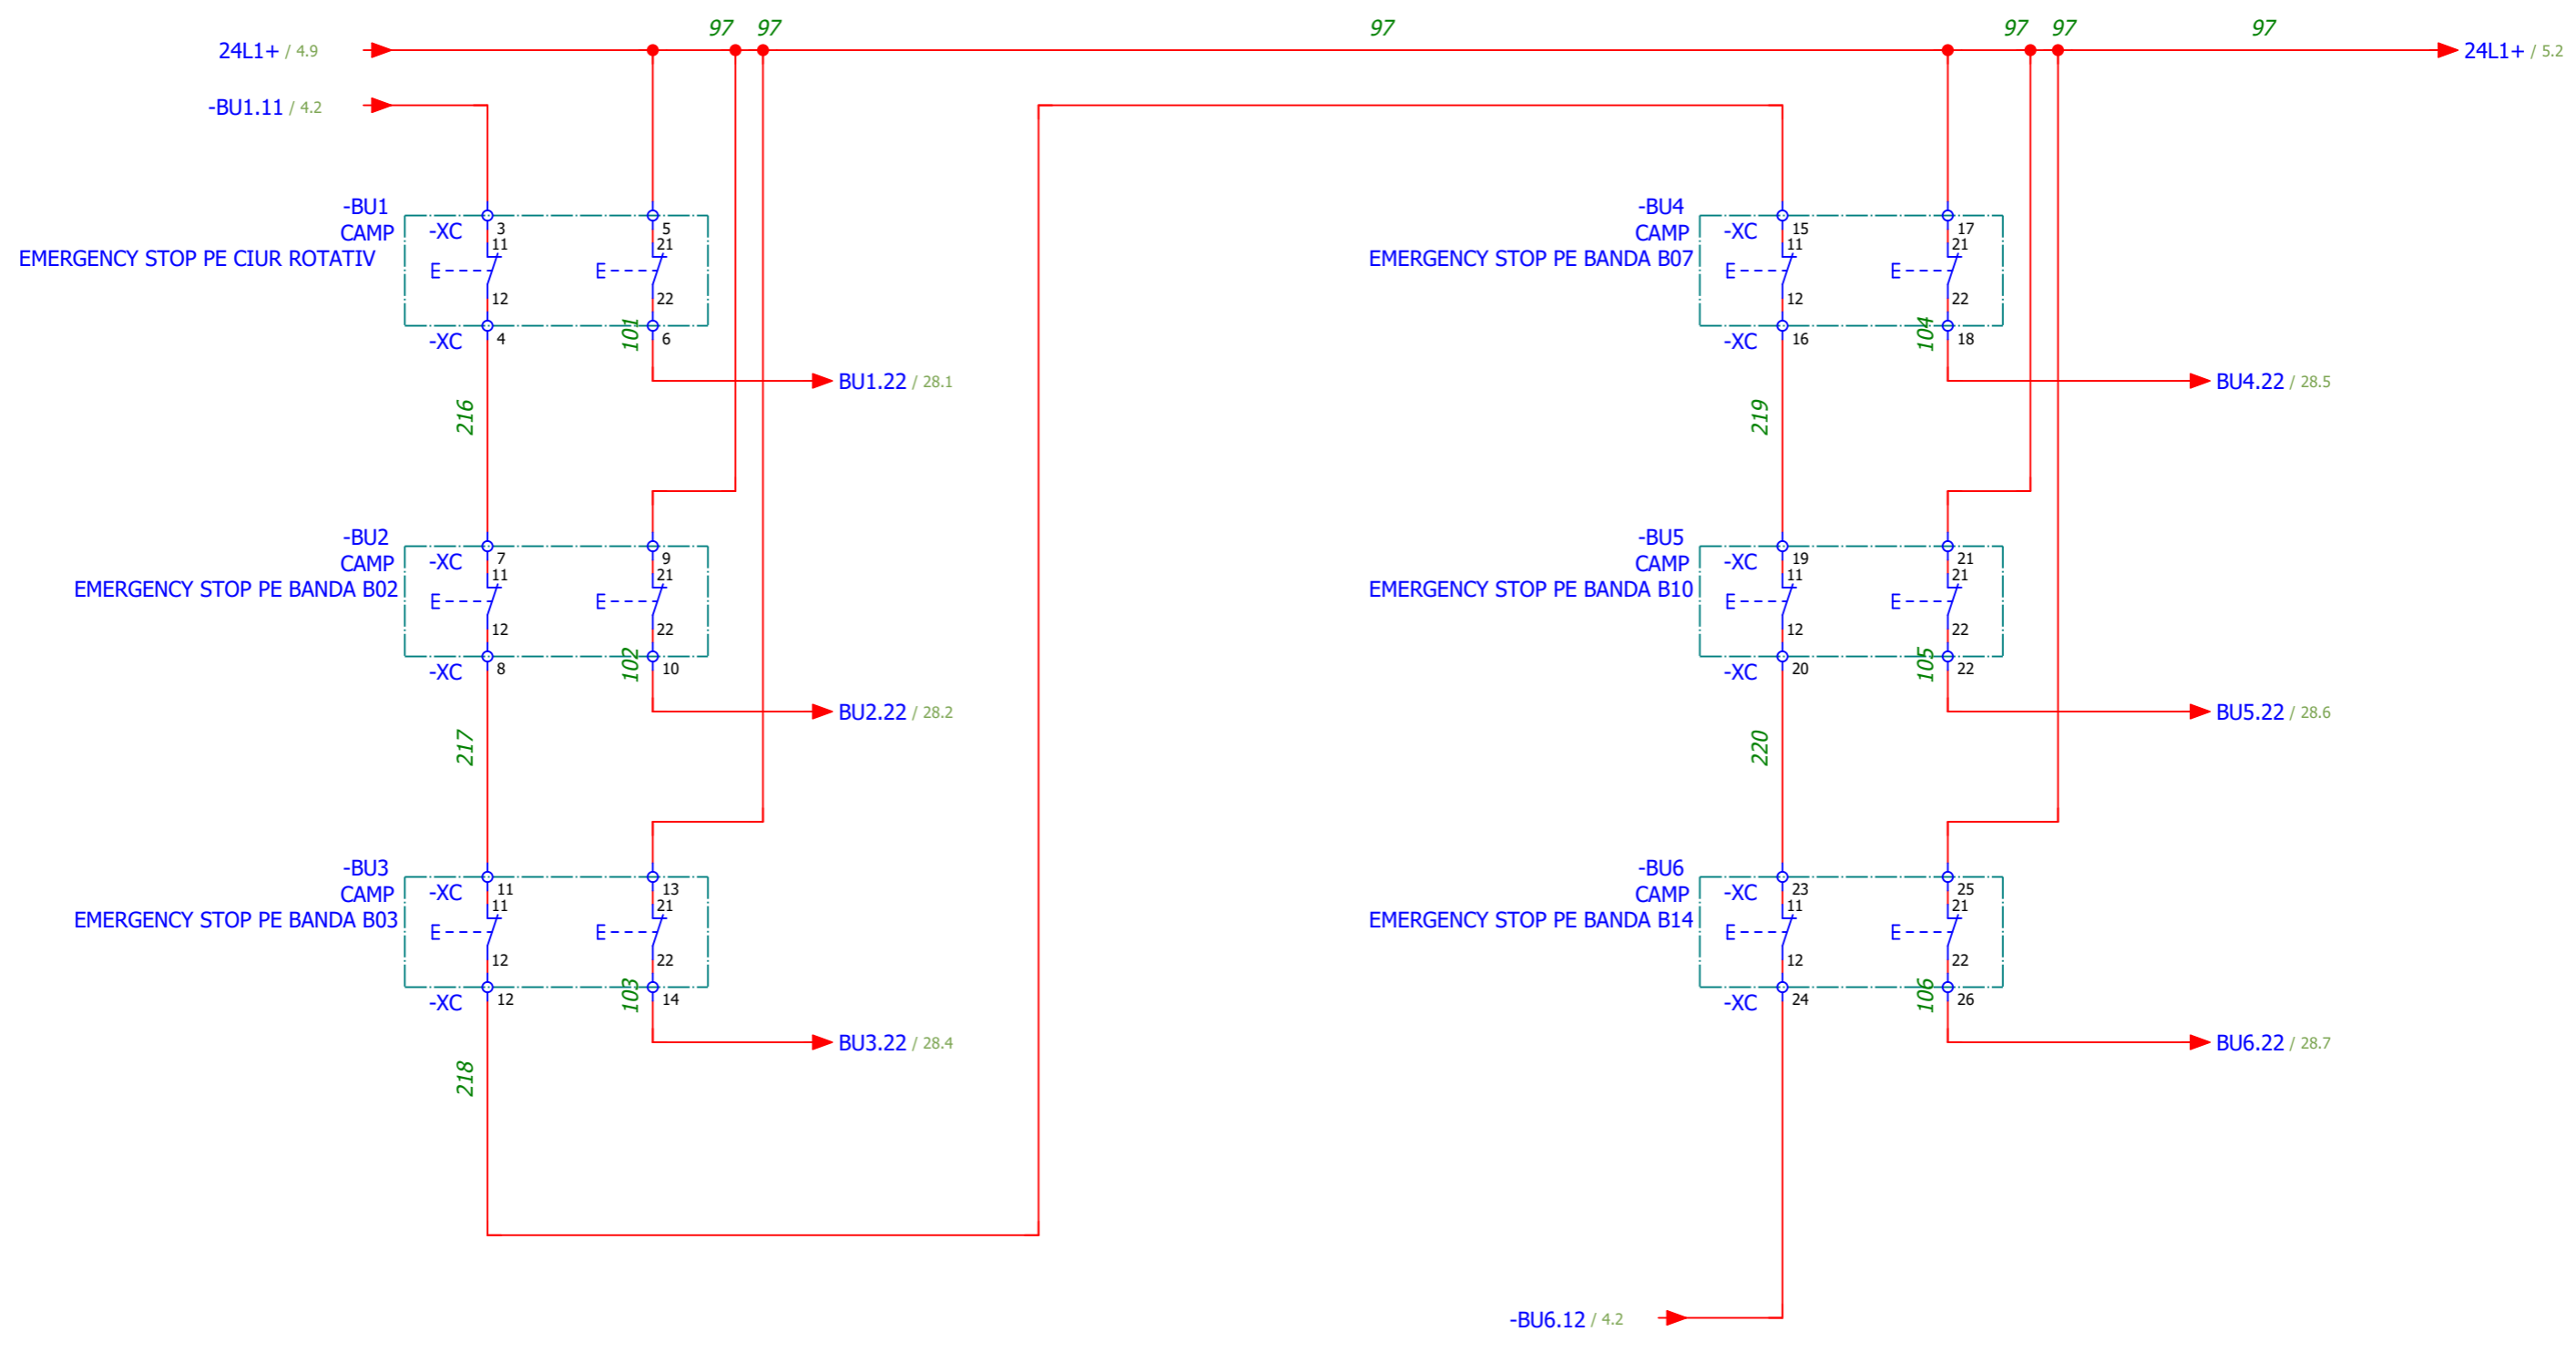 97 97 97 97 97 97
24L1+ / 4.9 24L1+ / 5.2
-BU1.11 / 4.2
-BU1
CAMP
EMERGENCY STOP PE CIUR ROTATIV
-XC 3 5
11 21
E E
12 22
-XC 4 101 6
BU1.22 / 28.1
216
-BU2
CAMP
EMERGENCY STOP PE BANDA B02
-XC 7 9
11 21
E E
12 22
-XC 8 102 10
BU2.22 / 28.2
217
-BU3
CAMP
EMERGENCY STOP PE BANDA B03
-XC 11 13
11 21
E E
12 22
-XC 12 103 14
BU3.22 / 28.4
218
-BU4
CAMP
EMERGENCY STOP PE BANDA B07
-XC 15 17
11 21
E E
12 22
-XC 16 104 18
BU4.22 / 28.5
219
-BU5
CAMP
EMERGENCY STOP PE BANDA B10
-XC 19 21
11 21
E E
12 22
-XC 20 105 22
BU5.22 / 28.6
220
-BU6
CAMP
EMERGENCY STOP PE BANDA B14
-XC 23 25
11 21
E E
12 22
-XC 24 106 26
BU6.22 / 28.7
-BU6.12 / 4.2